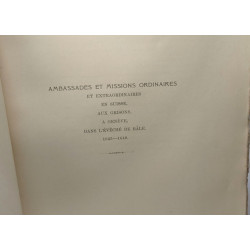 AMBASSADES ET MISSIONS ORDINAIRES
ET EXTRAORDINAIRES
EN SUISSE,
AUX GRISONS,
A GENÈVE,
DANS L'ÉVÊCHÉ DE BÂLE